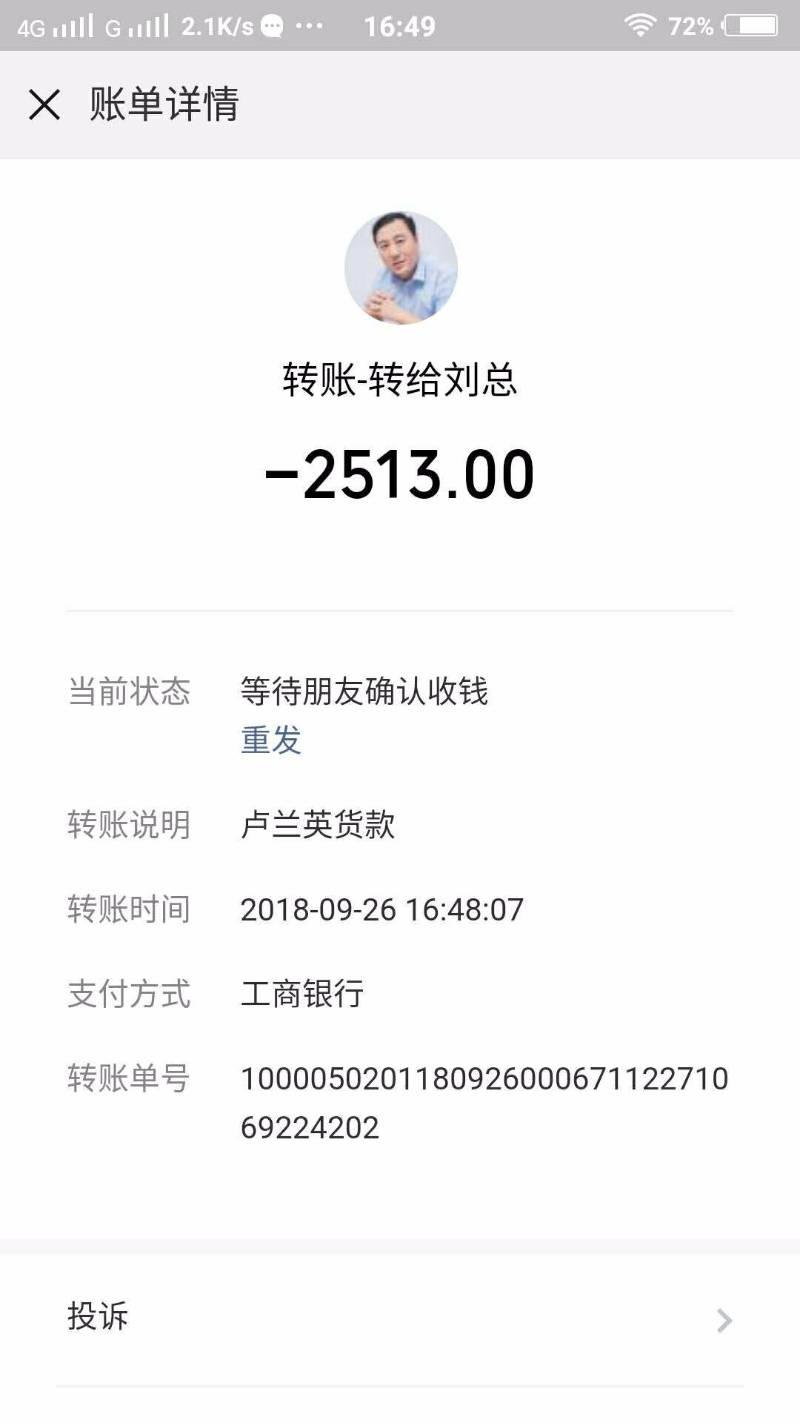 4G G 2.1K/s 16:49 72%
账单详情
转账-转给刘总
-2513.00
当前状态 等待朋友确认收钱
重发
转账说明 卢兰英货款
转账时间 2018-09-26 16:48:07
支付方式 工商银行
转账单号 1000050201180926000671122710
69224202
投诉